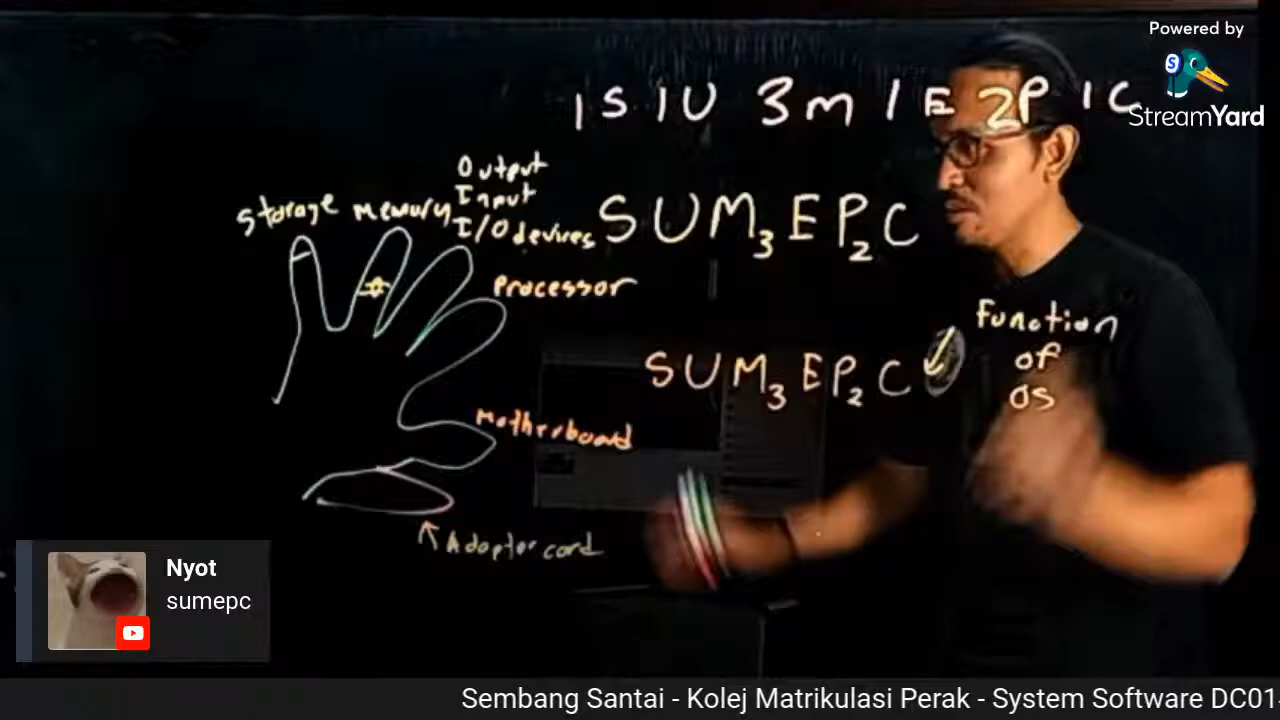 Powered by
StreamYard
1 S 1 U 3 m 1 E 2P 1 C
Output
Input
I/O devices
Storage
memory
SUM3EP2C
Processor
Function
of
OS
SUM3EP2C
Motherboard
Adapter card
Nyot
sumepc
Sembang Santai - Kolej Matrikulasi Perak - System Software DC01